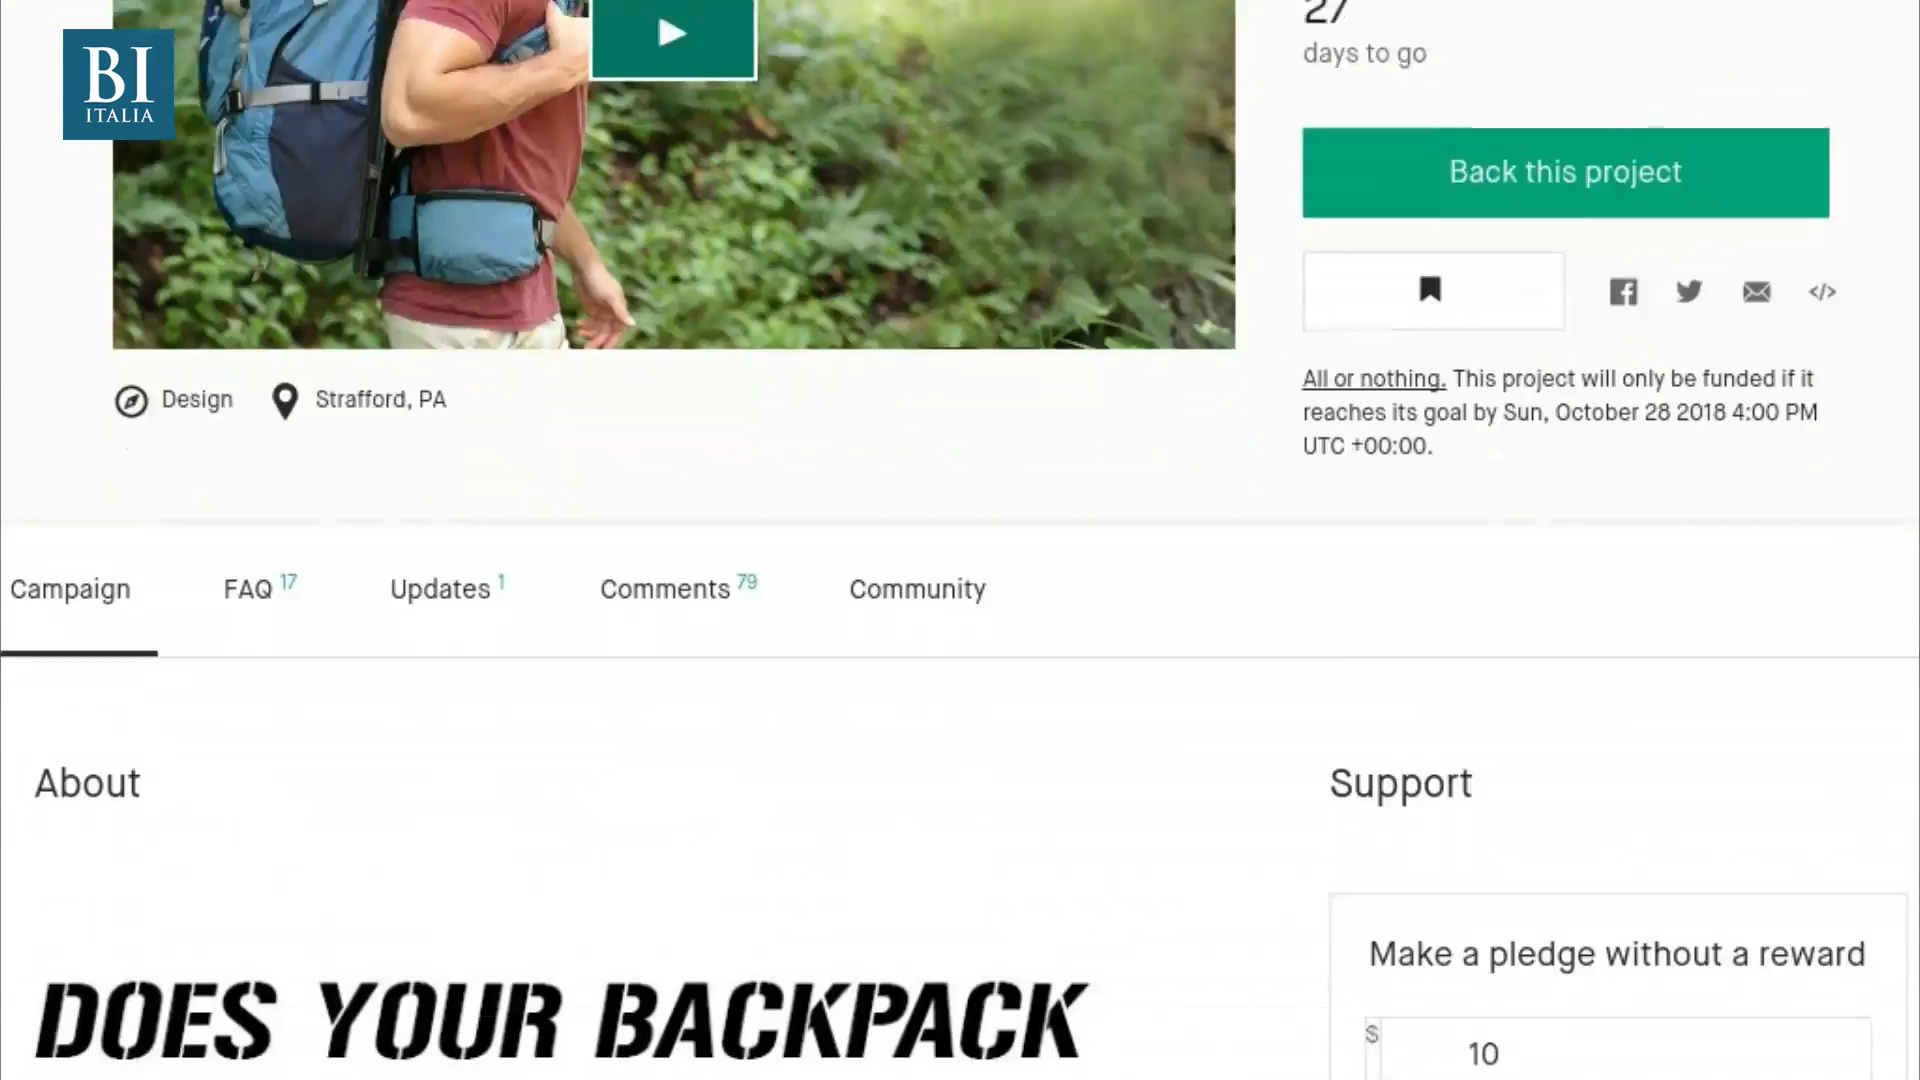 BI
ITALIA
27
days to go
Back this project
All or nothing. This project will only be funded if it
reaches its goal by Sun, October 28 2018 4:00 PM
UTC +00:00.
Design
Strafford, PA
Campaign
FAQ 17
Updates 1
Comments 79
Community
About
Support
DOES YOUR BACKPACK
Make a pledge without a reward
$
10